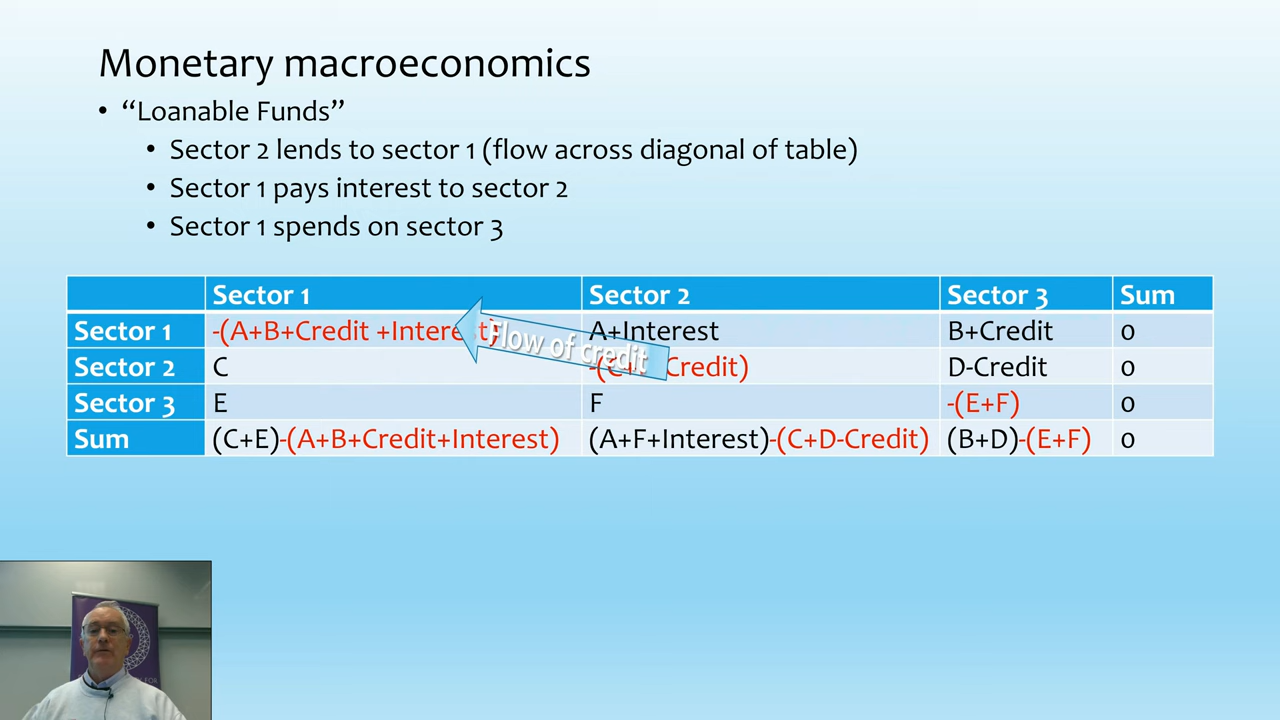 Monetary macroeconomics
• “Loanable Funds”
• Sector 2 lends to sector 1 (flow across diagonal of table)
• Sector 1 pays interest to sector 2
• Sector 1 spends on sector 3
Sector 1 Sector 2 Sector 3 Sum
Sector 1 -(A+B+Credit +Interest) A+Interest B+Credit 0
Flow of credit
Sector 2 C Credit) D-Credit 0
Sector 3 E F -(E+F) 0
Sum (C+E)-(A+B+Credit+Interest) (A+F+Interest)-(C+D-Credit) (B+D)-(E+F) 0